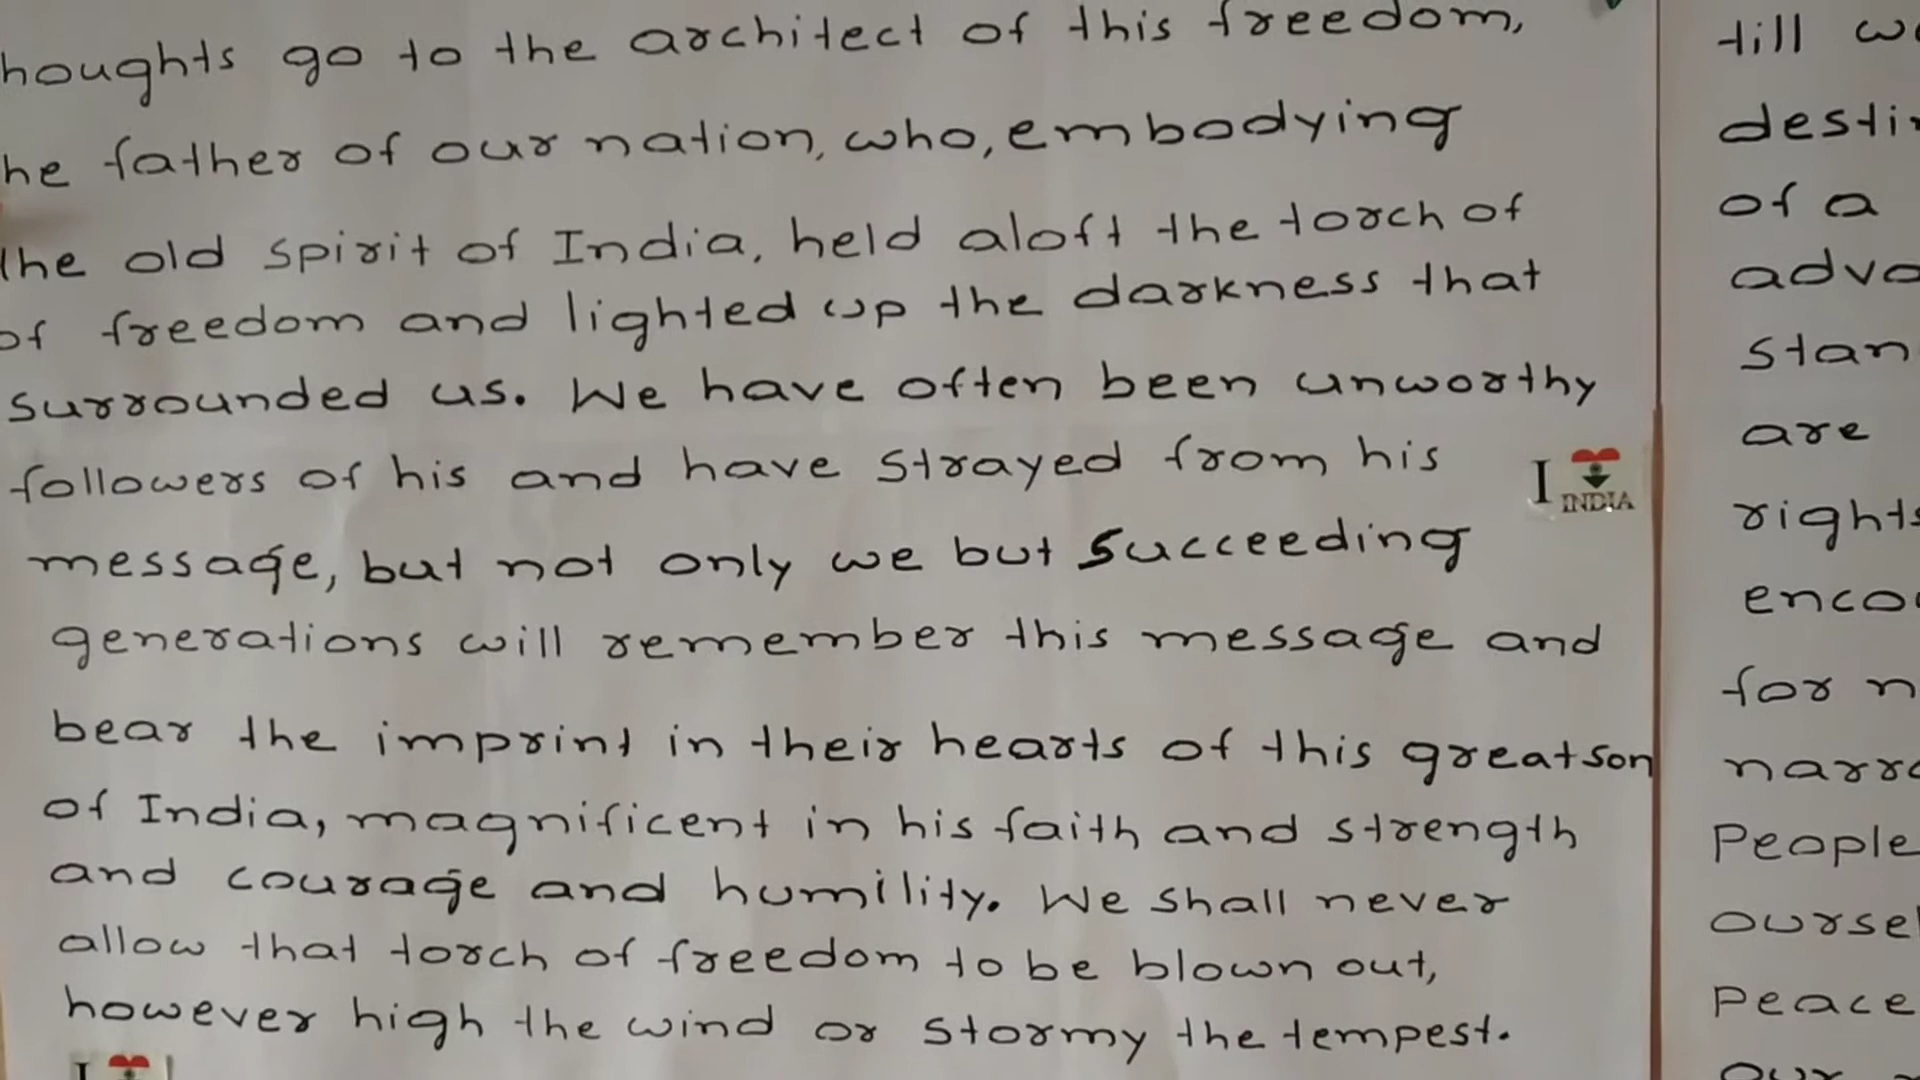 houghts go to the architect of this freedom,
he father of our nation, who, embodying
the old spirit of India, held aloft the torch of
of freedom and lighted up the darkness that
surrounded us. We have often been unworthy
followers of his and have strayed from his
message, but not only we but succeeding
generations will remember this message and
bear the imprint in their hearts of this great son
of India, magnificent in his faith and strength
and courage and humility. We shall never
allow that torch of freedom to be blown out,
however high the wind or stormy the tempest.
I
INDIA
I
till we
destin
of a
adva
stan
are
rights
enco
for n
narro
People
oursel
Peace
our